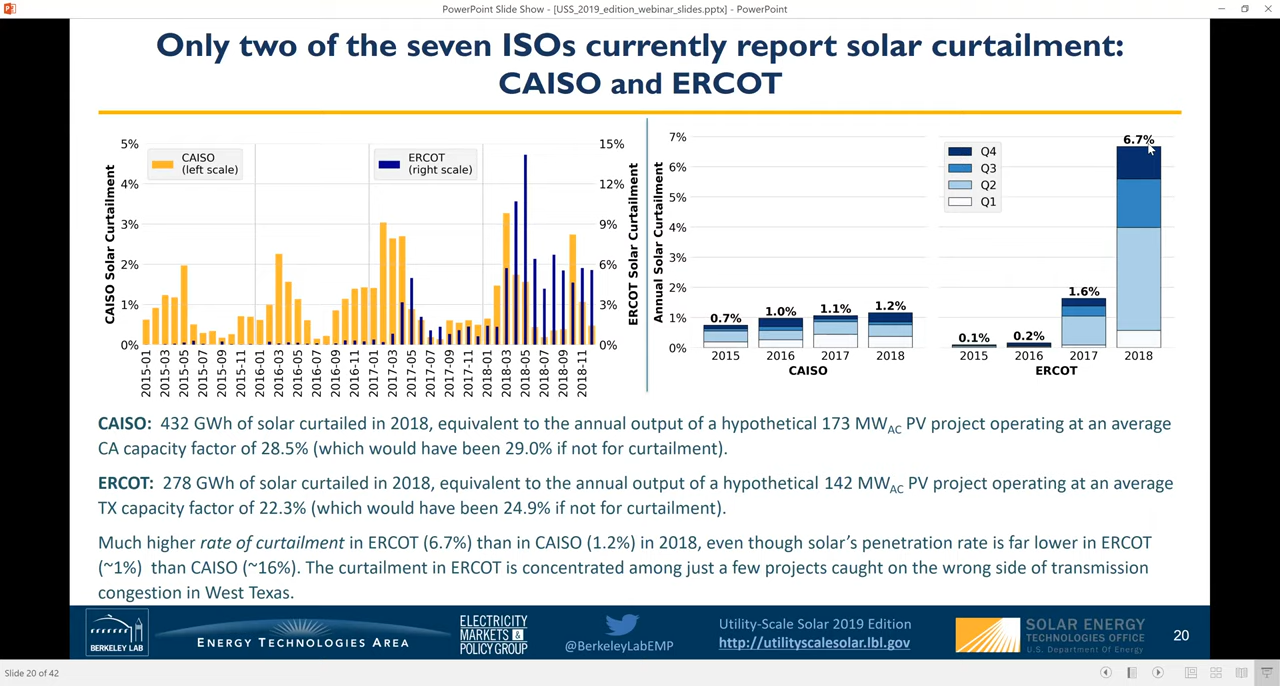 PowerPoint Slide Show - [USS_2019_edition_webinar_slides.pptx] - PowerPoint
Only two of the seven ISOs currently report solar curtailment:
CAISO and ERCOT
CAISO Solar Curtailment
5%
4%
3%
2%
1%
0%
CAISO
(left scale)
ERCOT
(right scale)
15%
12%
9%
6%
3%
0%
ERCOT Solar Curtailment
2015-01
2015-03
2015-05
2015-07
2015-09
2015-11
2016-01
2016-03
2016-05
2016-07
2016-09
2016-11
2017-01
2017-03
2017-05
2017-07
2017-09
2017-11
2018-01
2018-03
2018-05
2018-07
2018-09
2018-11
Annual Solar Curtailment
7%
6%
5%
4%
3%
2%
1%
0%
0.7%
1.0%
1.1%
1.2%
2015
2016
2017
2018
CAISO
Q4
Q3
Q2
Q1
0.1%
0.2%
1.6%
6.7%
2015
2016
2017
2018
ERCOT
CAISO: 432 GWh of solar curtailed in 2018, equivalent to the annual output of a hypothetical 173 MWAC PV project operating at an average
CA capacity factor of 28.5% (which would have been 29.0% if not for curtailment).
ERCOT: 278 GWh of solar curtailed in 2018, equivalent to the annual output of a hypothetical 142 MWAC PV project operating at an average
TX capacity factor of 22.3% (which would have been 24.9% if not for curtailment).
Much higher rate of curtailment in ERCOT (6.7%) than in CAISO (1.2%) in 2018, even though solar's penetration rate is far lower in ERCOT
(~1%) than CAISO (~16%). The curtailment in ERCOT is concentrated among just a few projects caught on the wrong side of transmission
congestion in West Texas.
BERKELEY LAB
ENERGY TECHNOLOGIES AREA
ELECTRICITY
MARKETS &
POLICY GROUP
@BerkeleyLabEMP
Utility-Scale Solar 2019 Edition
http://utilityscalesolar.lbl.gov
SOLAR ENERGY
TECHNOLOGIES OFFICE
U.S. Department Of Energy
20
Slide 20 of 42